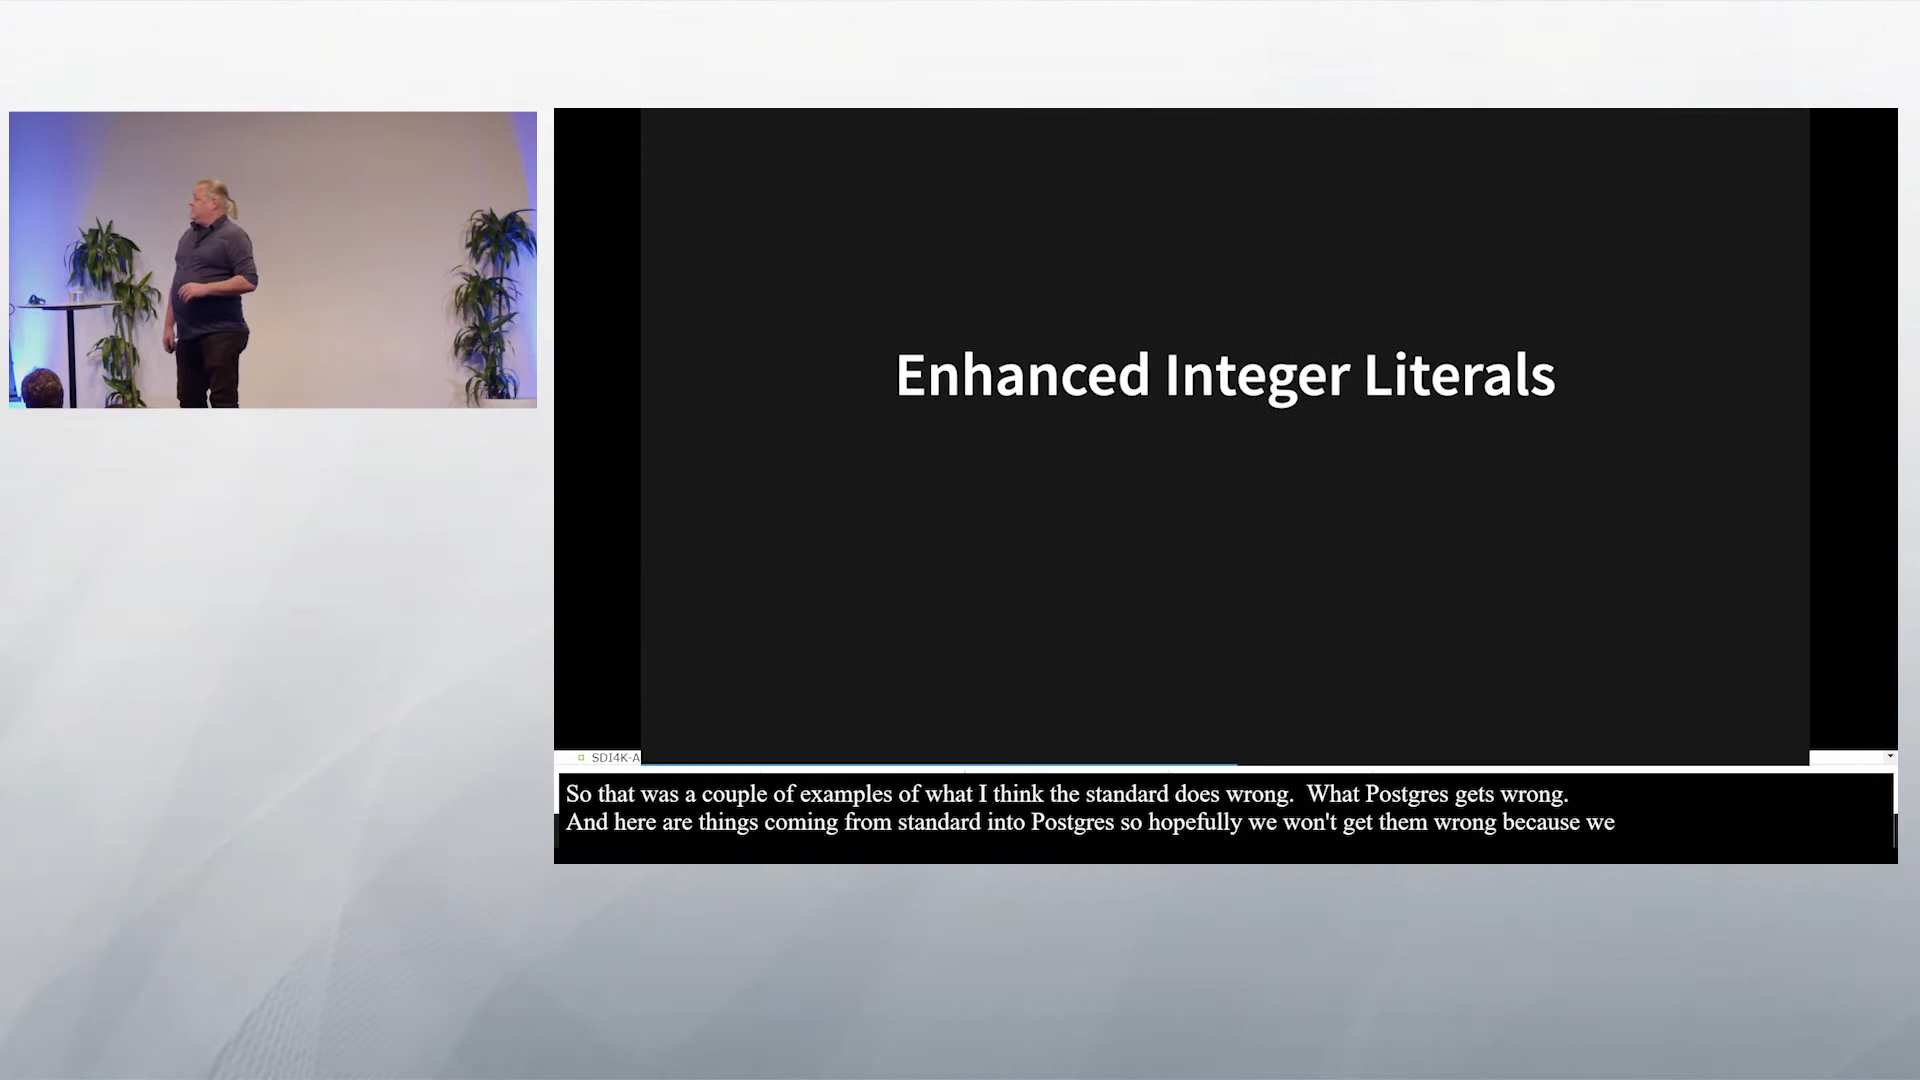 Enhanced Integer Literals
SDI4K-A
So that was a couple of examples of what I think the standard does wrong.  What Postgres gets wrong.
And here are things coming from standard into Postgres so hopefully we won't get them wrong because we